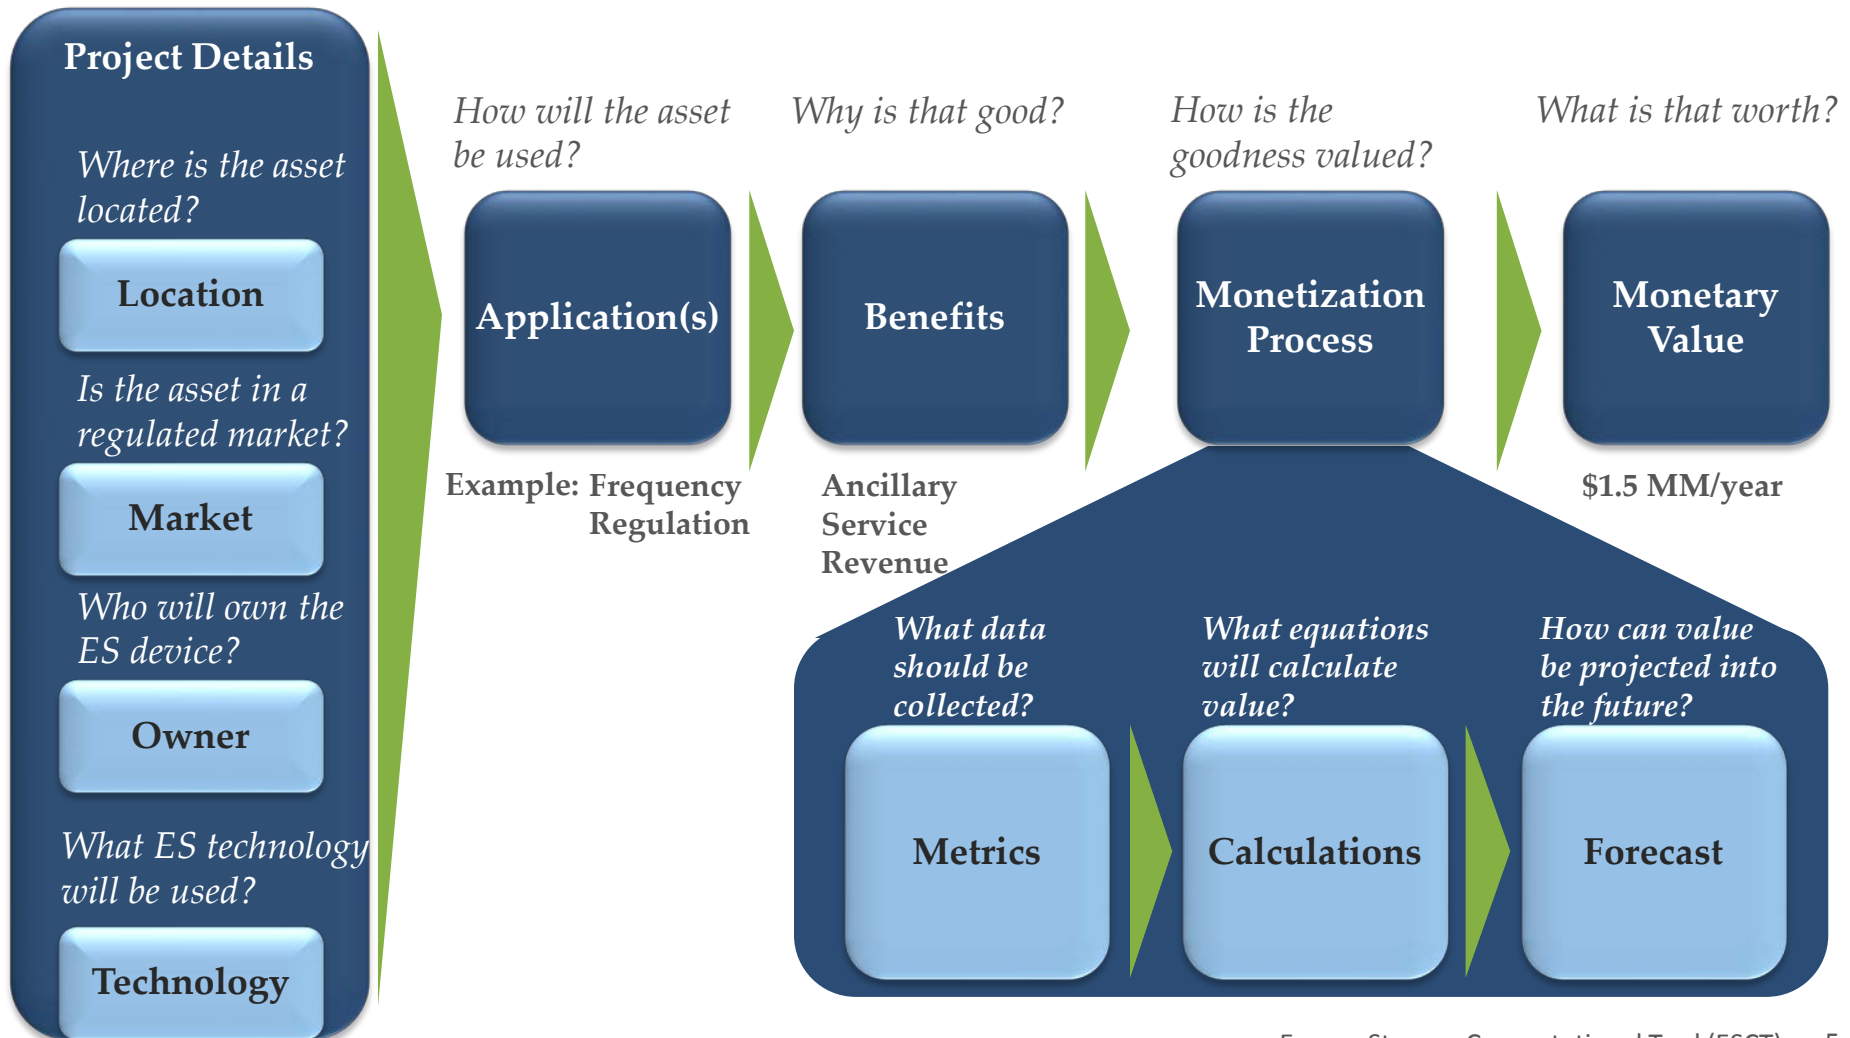 Project Details
Where is the asset
located?
Location
Is the asset in a
regulated market?
Market
Who will own the
ES device?
Owner
What ES technology
will be used?
Technology
How will the asset
be used?
Application(s)
Example: Frequency
Regulation
Why is that good?
Benefits
Ancillary
Service
Revenue
How is the
goodness valued?
Monetization
Process
What is that worth?
Monetary
Value
$1.5 MM/year
What data
should be
collected?
Metrics
What equations
will calculate
value?
Calculations
How can value
be projected into
the future?
Forecast
(ESCT) 5